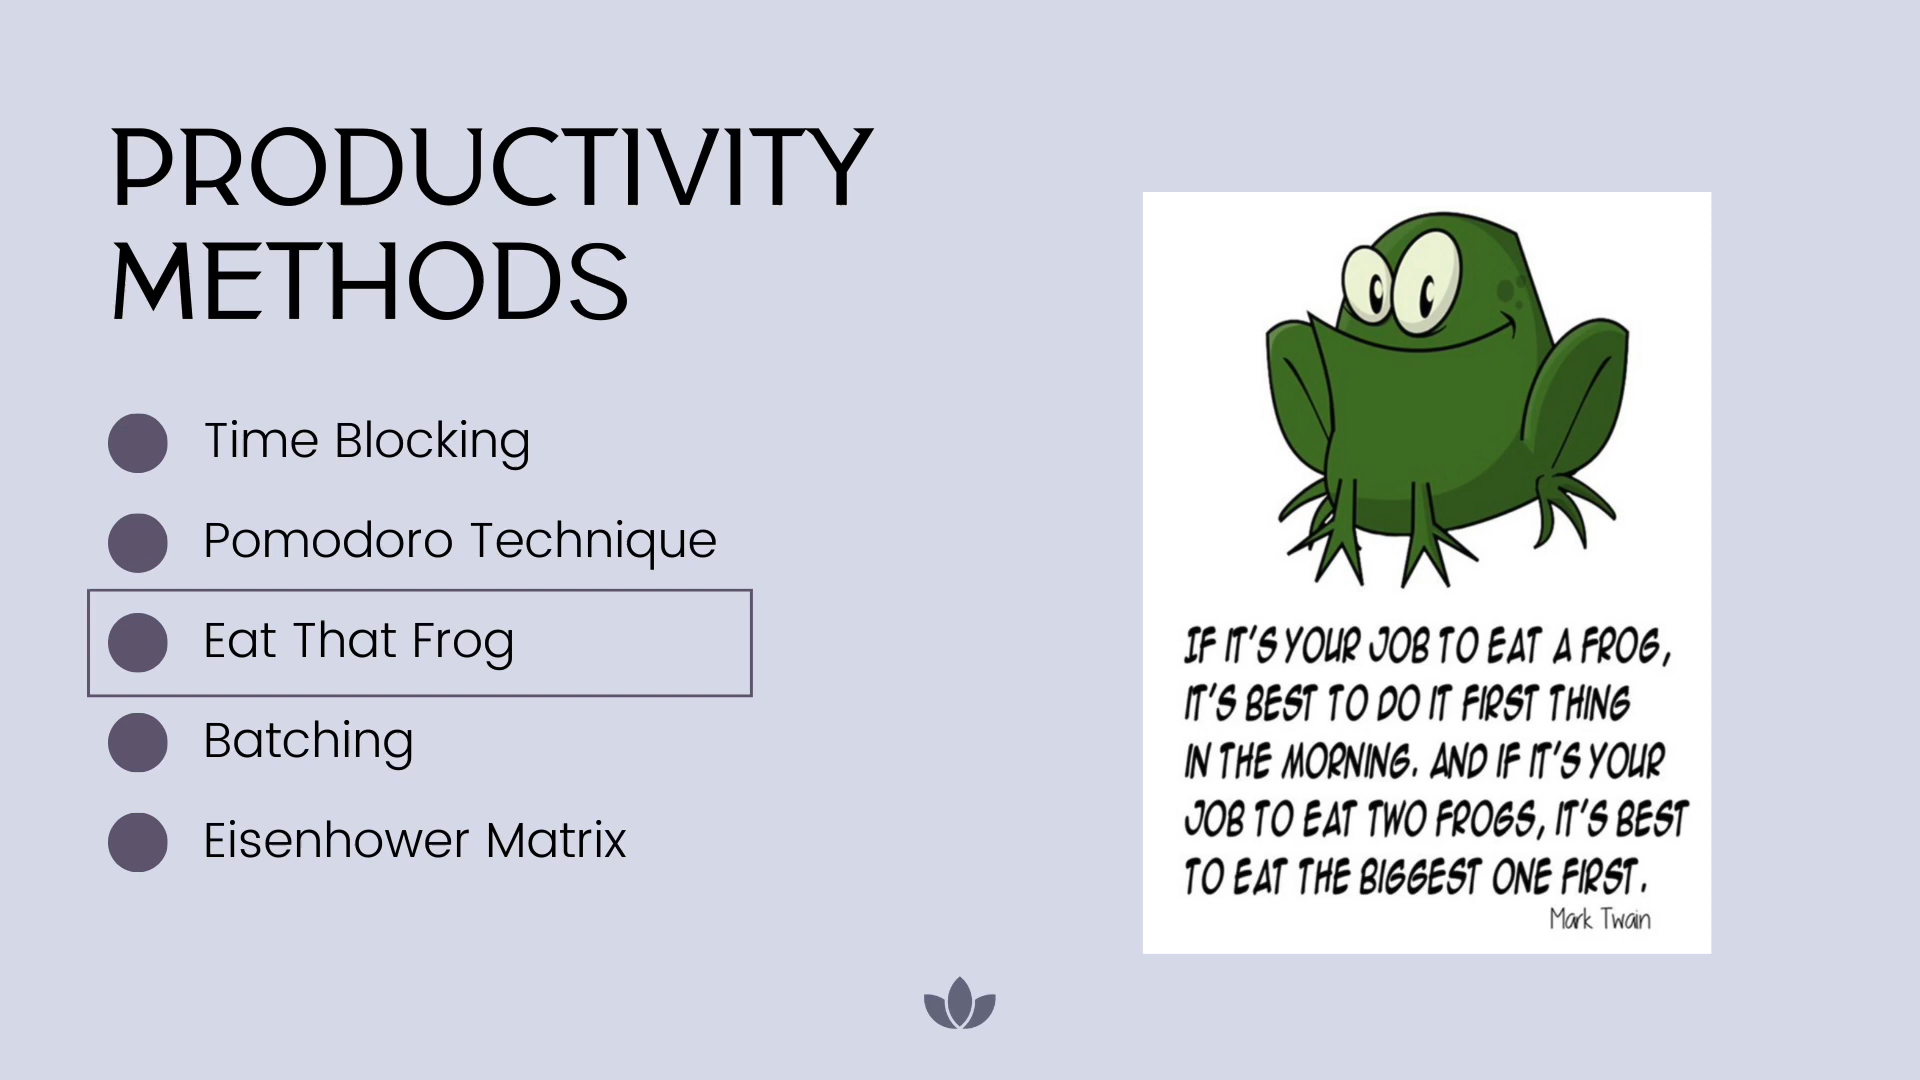 PRODUCTIVITY
METHODS
Time Blocking
Pomodoro Technique
Eat That Frog
Batching
Eisenhower Matrix
IF IT'S YOUR JOB TO EAT A FROG,
IT'S BEST TO DO IT FIRST THING
IN THE MORNING. AND IF IT'S YOUR
JOB TO EAT TWO FROGS, IT'S BEST
TO EAT THE BIGGEST ONE FIRST.
Mark Twain